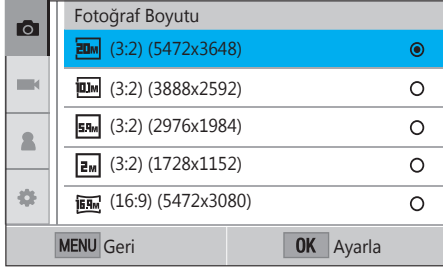 Fotoğraf Boyutu
20M (3:2) (5472x3648)
10.1M (3:2) (3888x2592)
5.9M (3:2) (2976x1984)
2M (3:2) (1728x1152)
16.9M (16:9) (5472x3080)
MENU Geri OK Ayarla